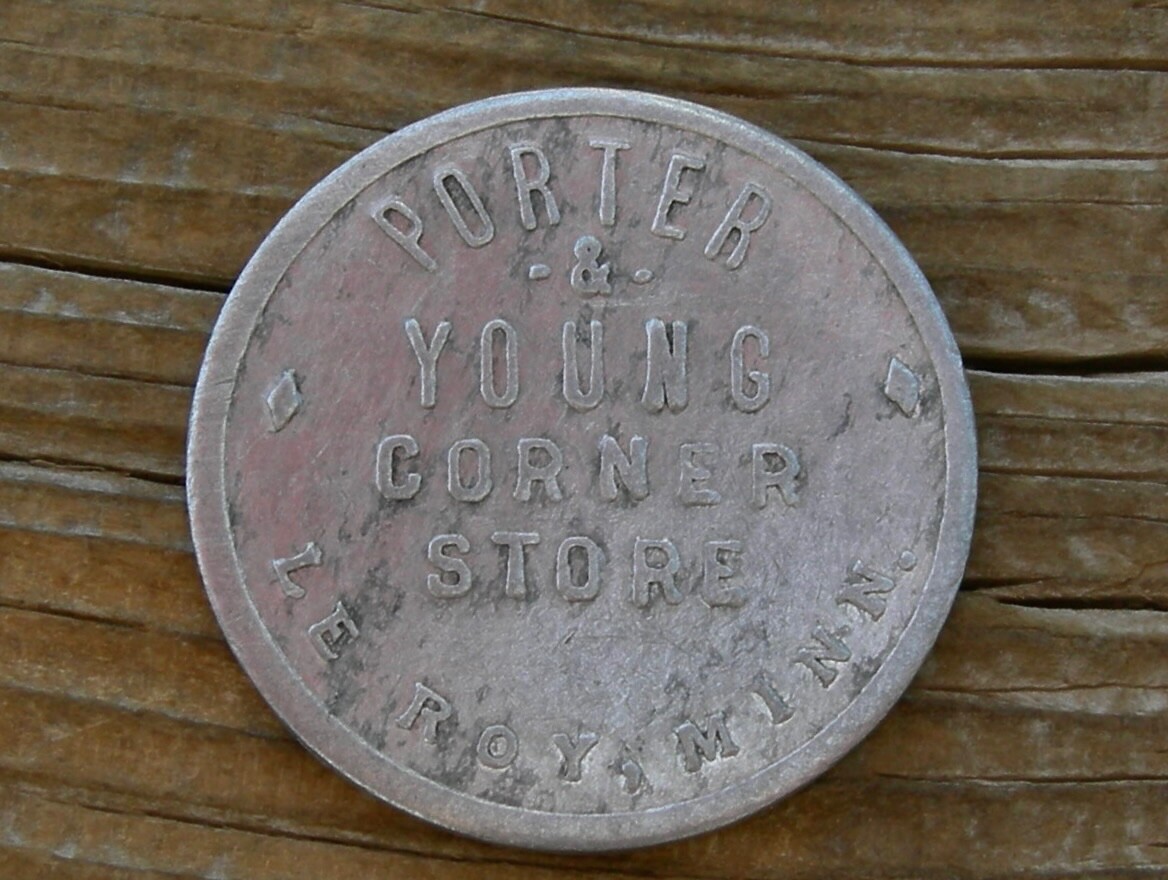 PORTER
- & -
YOUNG
CORNER
STORE
LE ROY, MINN.